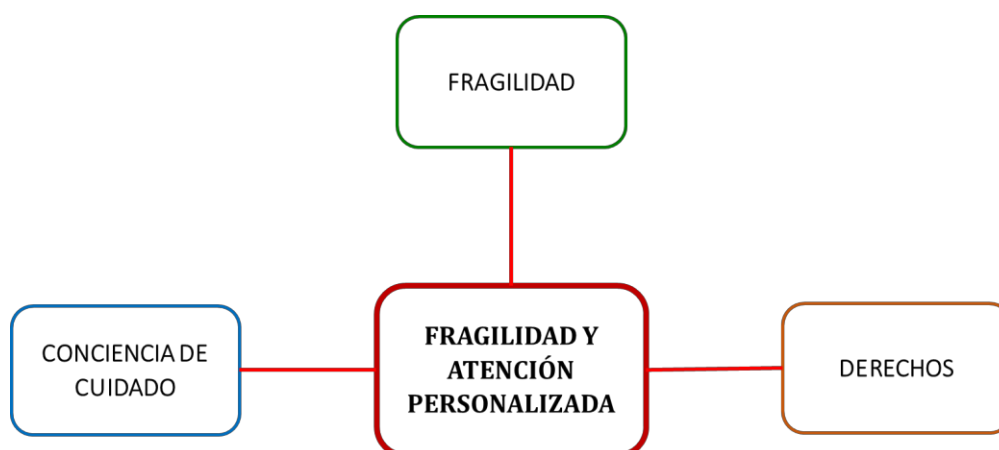 FRAGILIDAD
FRAGILIDAD Y
ATENCIÓN
PERSONALIZADA
CONCIENCIA DE
CUIDADO
DERECHOS